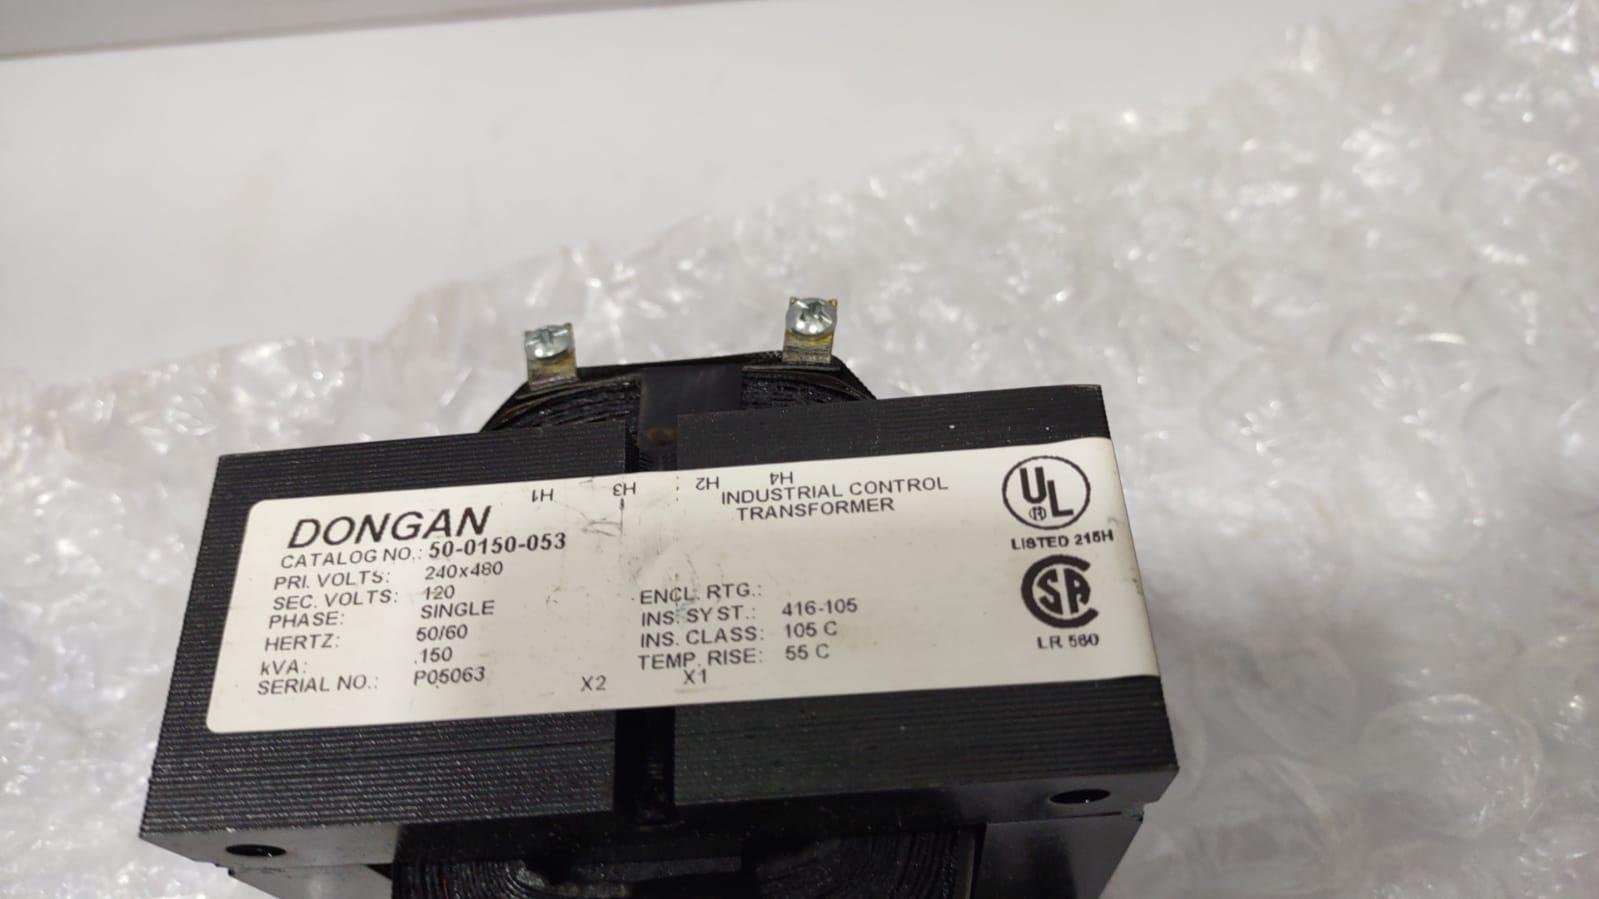 H1 H3 H2 H4
DONGAN
CATALOG NO.: 50-0150-053
PRI. VOLTS: 240x480
SEC. VOLTS: 120
PHASE: SINGLE
HERTZ: 50/60
kVA: .150
SERIAL NO.: P05063
X2 X1
INDUSTRIAL CONTROL
TRANSFORMER
ENCL. RTG.:
INS. SYST.: 416-105
INS. CLASS: 105 C
TEMP. RISE: 55 C
UL
®
LISTED 215H
CSA
LR 560